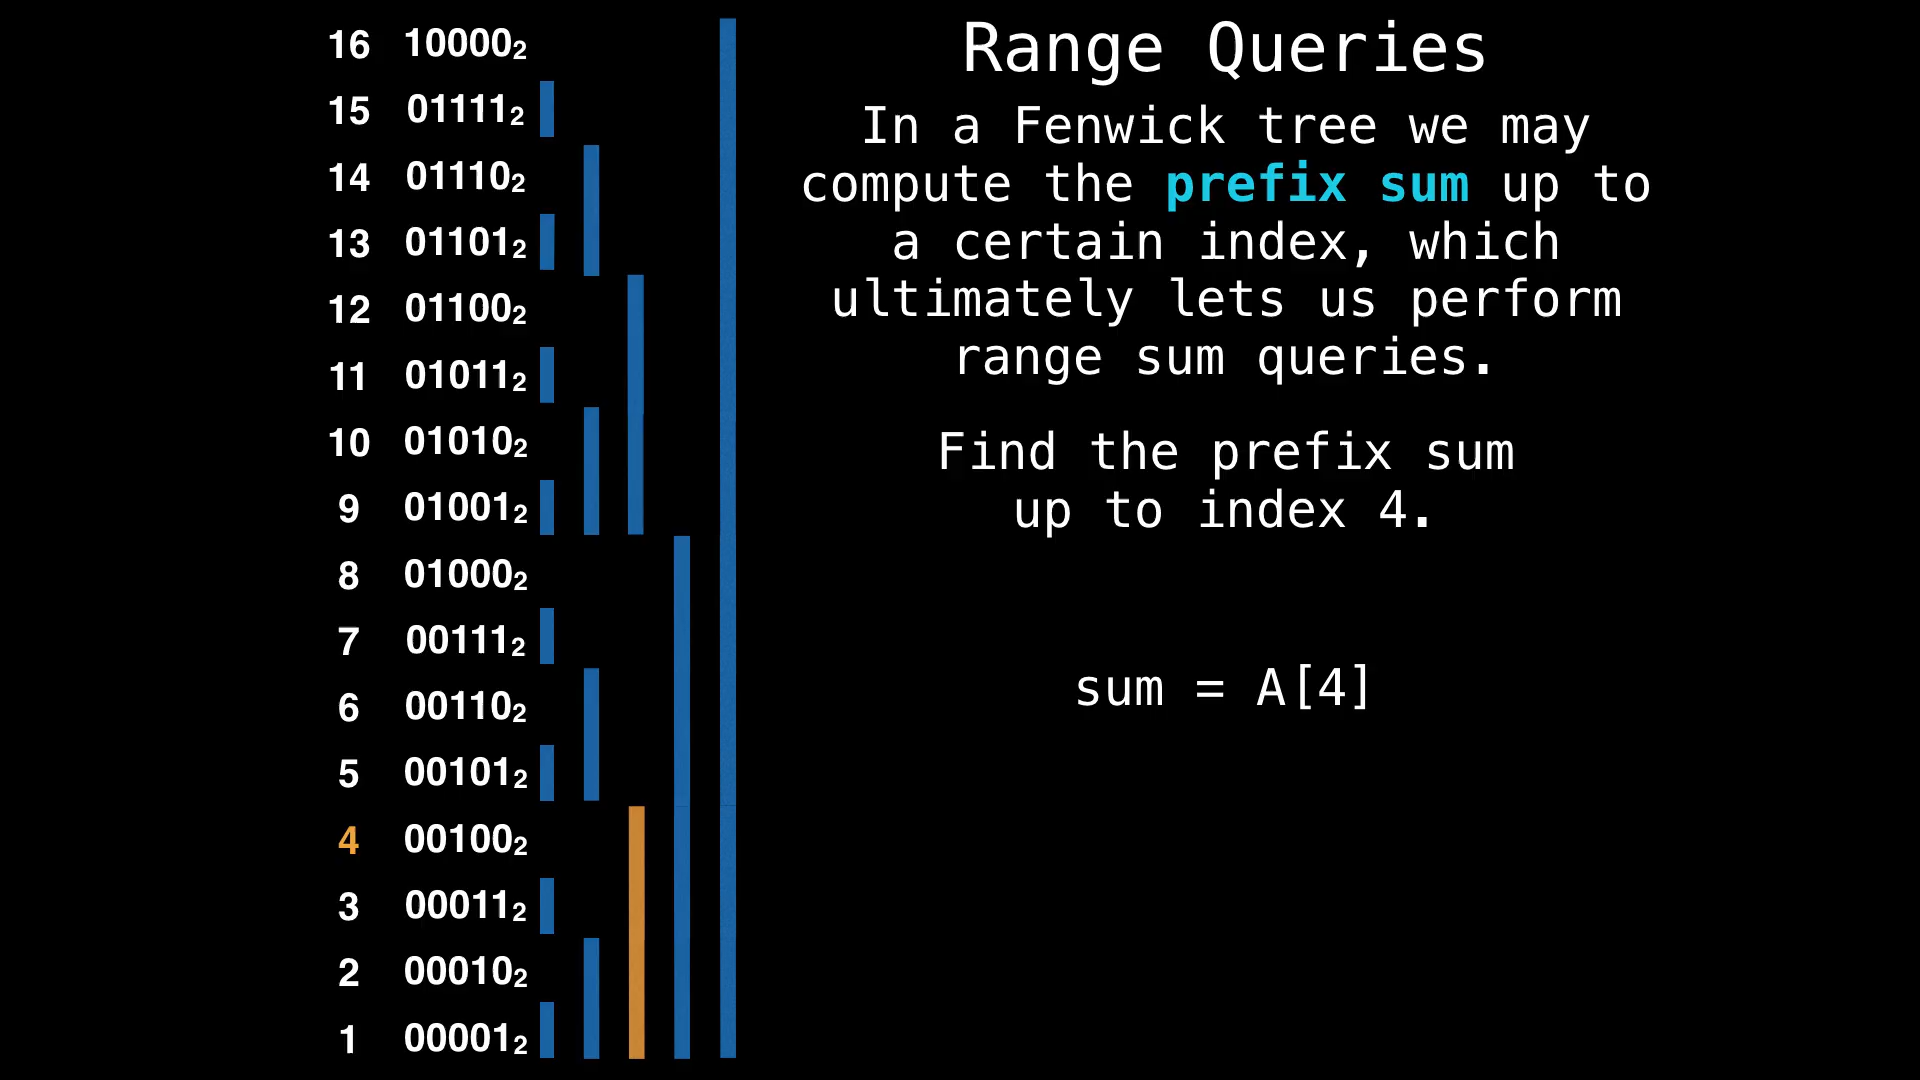 16 10000₂
15 01111₂
14 01110₂
13 01101₂
12 01100₂
11 01011₂
10 01010₂
9 01001₂
8 01000₂
7 00111₂
6 00110₂
5 00101₂
4 00100₂
3 00011₂
2 00010₂
1 00001₂
Range Queries
In a Fenwick tree we may
compute the prefix sum up to
a certain index, which
ultimately lets us perform
range sum queries.
Find the prefix sum
up to index 4.
sum = A[4]